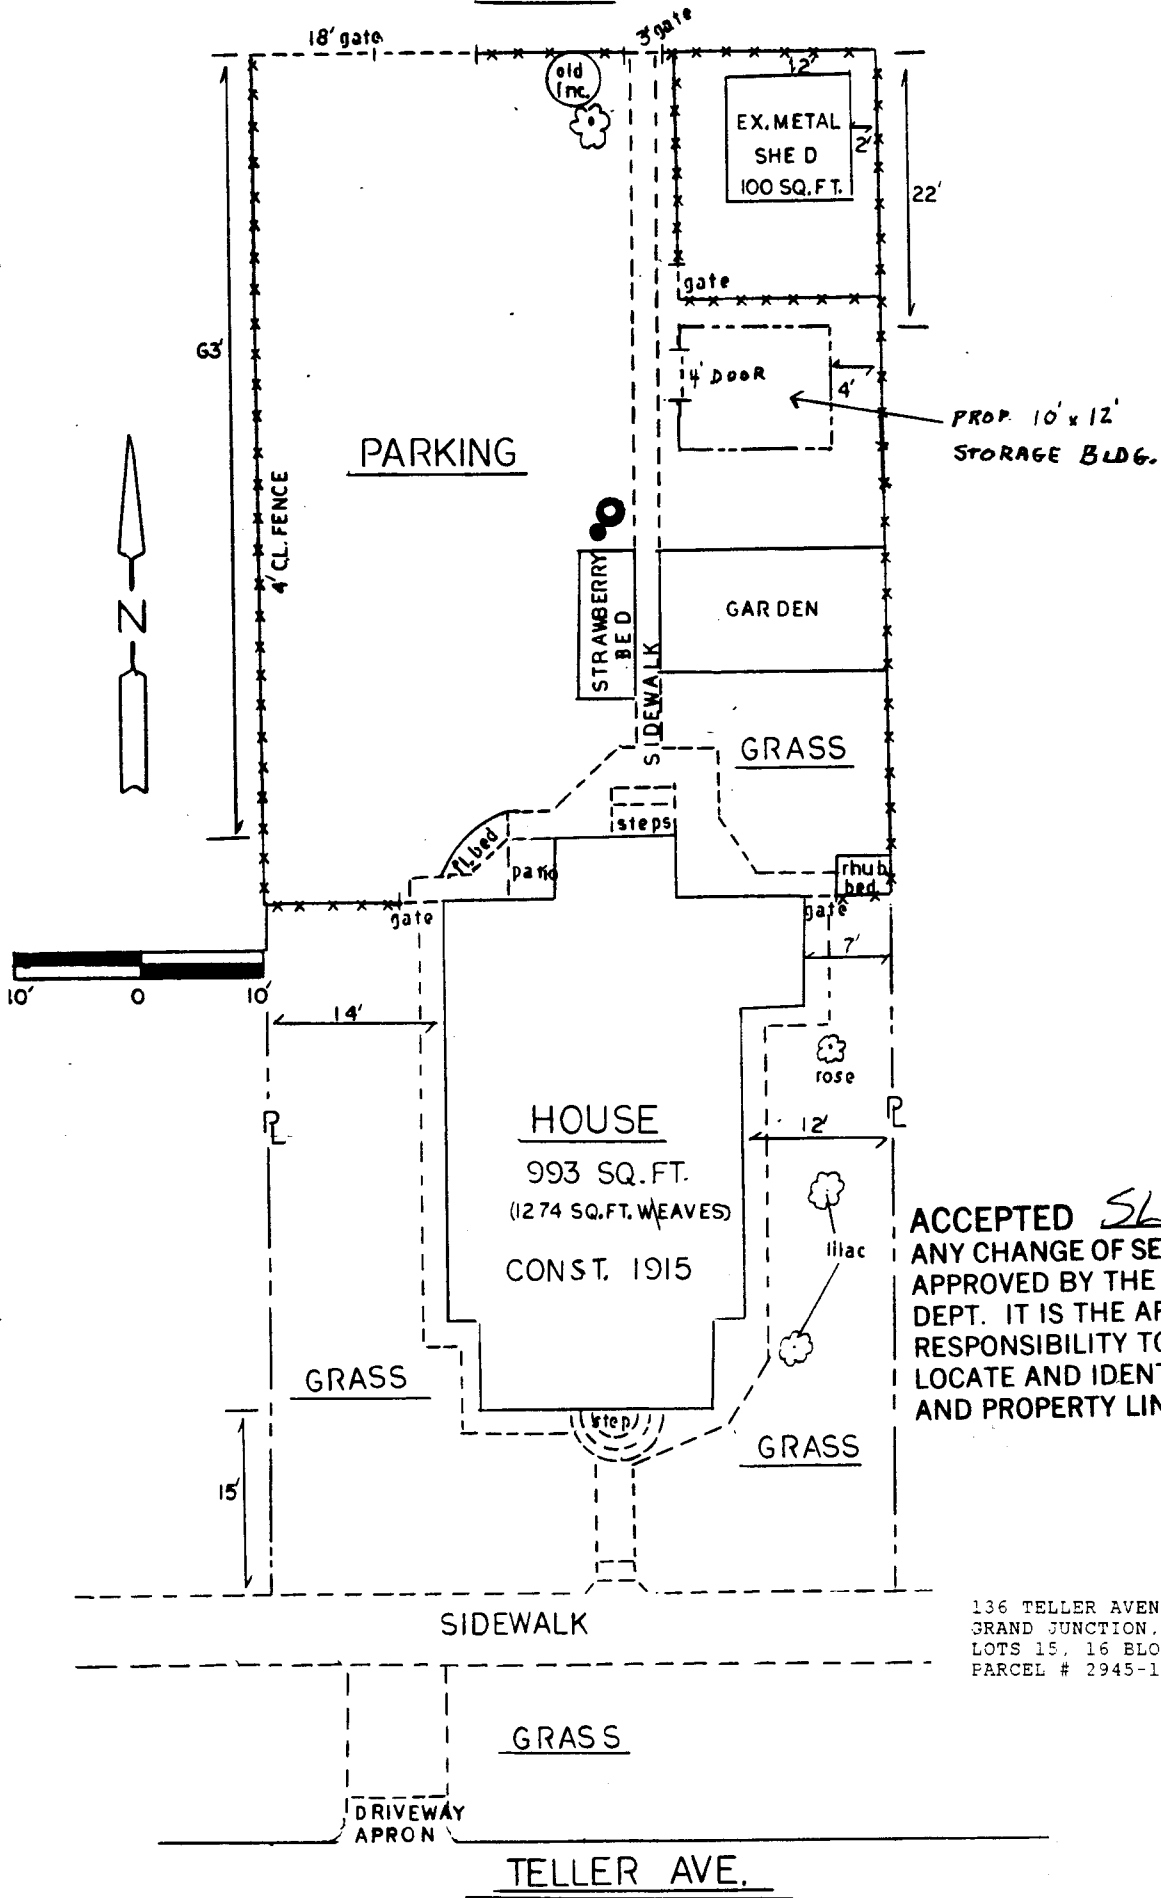 18' gate
3' gate
old
Inc.
12'
EX. METAL
SHED
100 SQ. FT.
2'
22'
gate
63'
4' DOOR
4'
PROP. 10' x 12'
STORAGE BLDG.
PARKING
4' C.L. FENCE
N
STRAWBERRY
BED
GARDEN
SIDEWALK
GRASS
steps
fl. bed
patio
rhub
bed
gate
gate
7'
10' 0 10'
14'
rose
PL
PL
HOUSE
12'
993 SQ. FT.
(1274 SQ. FT. W/EAVES)
lilac
CONST. 1915
ACCEPTED
ANY CHANGE OF SE
APPROVED BY THE
DEPT. IT IS THE AP
RESPONSIBILITY TO
LOCATE AND IDENT
AND PROPERTY LIN
GRASS
step
GRASS
15'
SIDEWALK
136 TELLER AVEN
GRAND JUNCTION,
LOTS 15, 16 BLO
PARCEL # 2945-1
GRASS
DRIVEWAY
APRON
TELLER AVE.